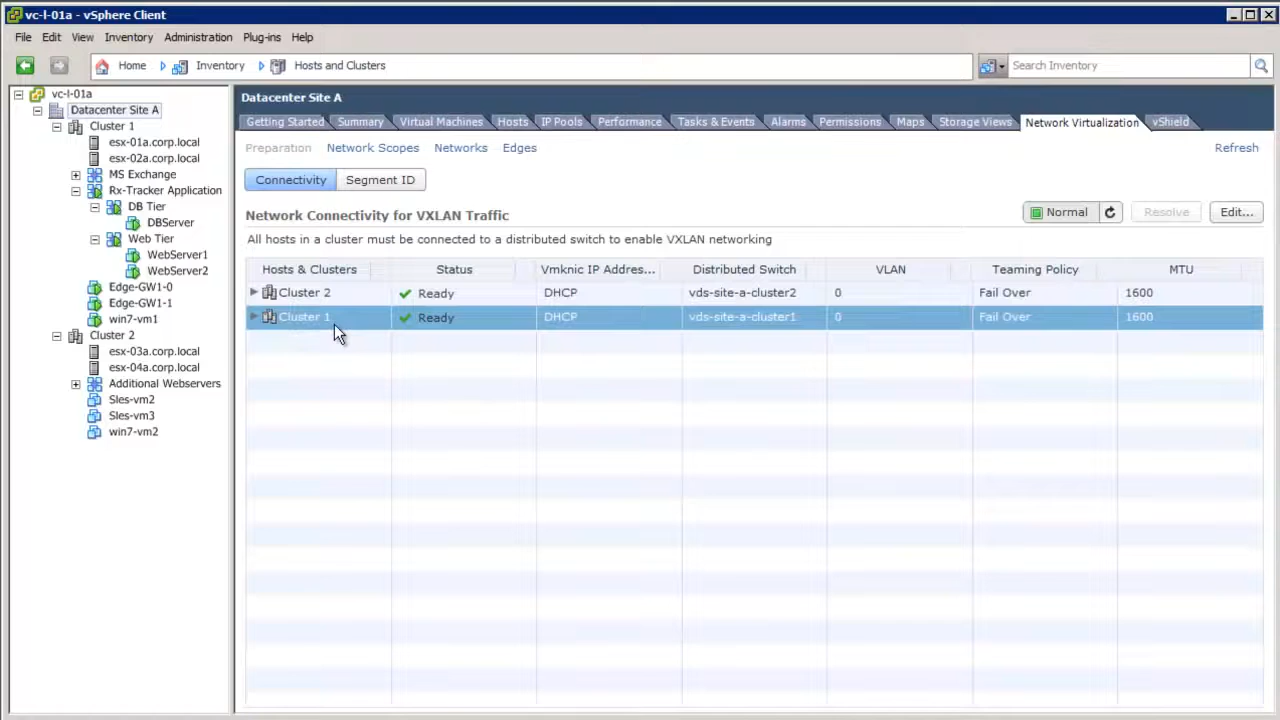 vc-l-01a - vSphere Client
File Edit View Inventory Administration Plug-ins Help
Home Inventory Hosts and Clusters Search Inventory
vc-l-01a
Datacenter Site A
Cluster 1
esx-01a.corp.local
esx-02a.corp.local
MS Exchange
Rx-Tracker Application
DB Tier
DBServer
Web Tier
WebServer1
WebServer2
Edge-GW1-0
Edge-GW1-1
win7-vm1
Cluster 2
esx-03a.corp.local
esx-04a.corp.local
Additional Webservers
Sles-vm2
Sles-vm3
win7-vm2
Datacenter Site A
Getting Started Summary Virtual Machines Hosts IP Pools Performance Tasks & Events Alarms Permissions Maps Storage Views Network Virtualization vShield
Preparation Network Scopes Networks Edges Refresh
Connectivity Segment ID
Network Connectivity for VXLAN Traffic Normal Resolve Edit...
All hosts in a cluster must be connected to a distributed switch to enable VXLAN networking
Hosts & Clusters Status Vmknic IP Addres... Distributed Switch VLAN Teaming Policy MTU
Cluster 2 Ready DHCP vds-site-a-cluster2 0 Fail Over 1600
Cluster 1 Ready DHCP vds-site-a-cluster1 0 Fail Over 1600